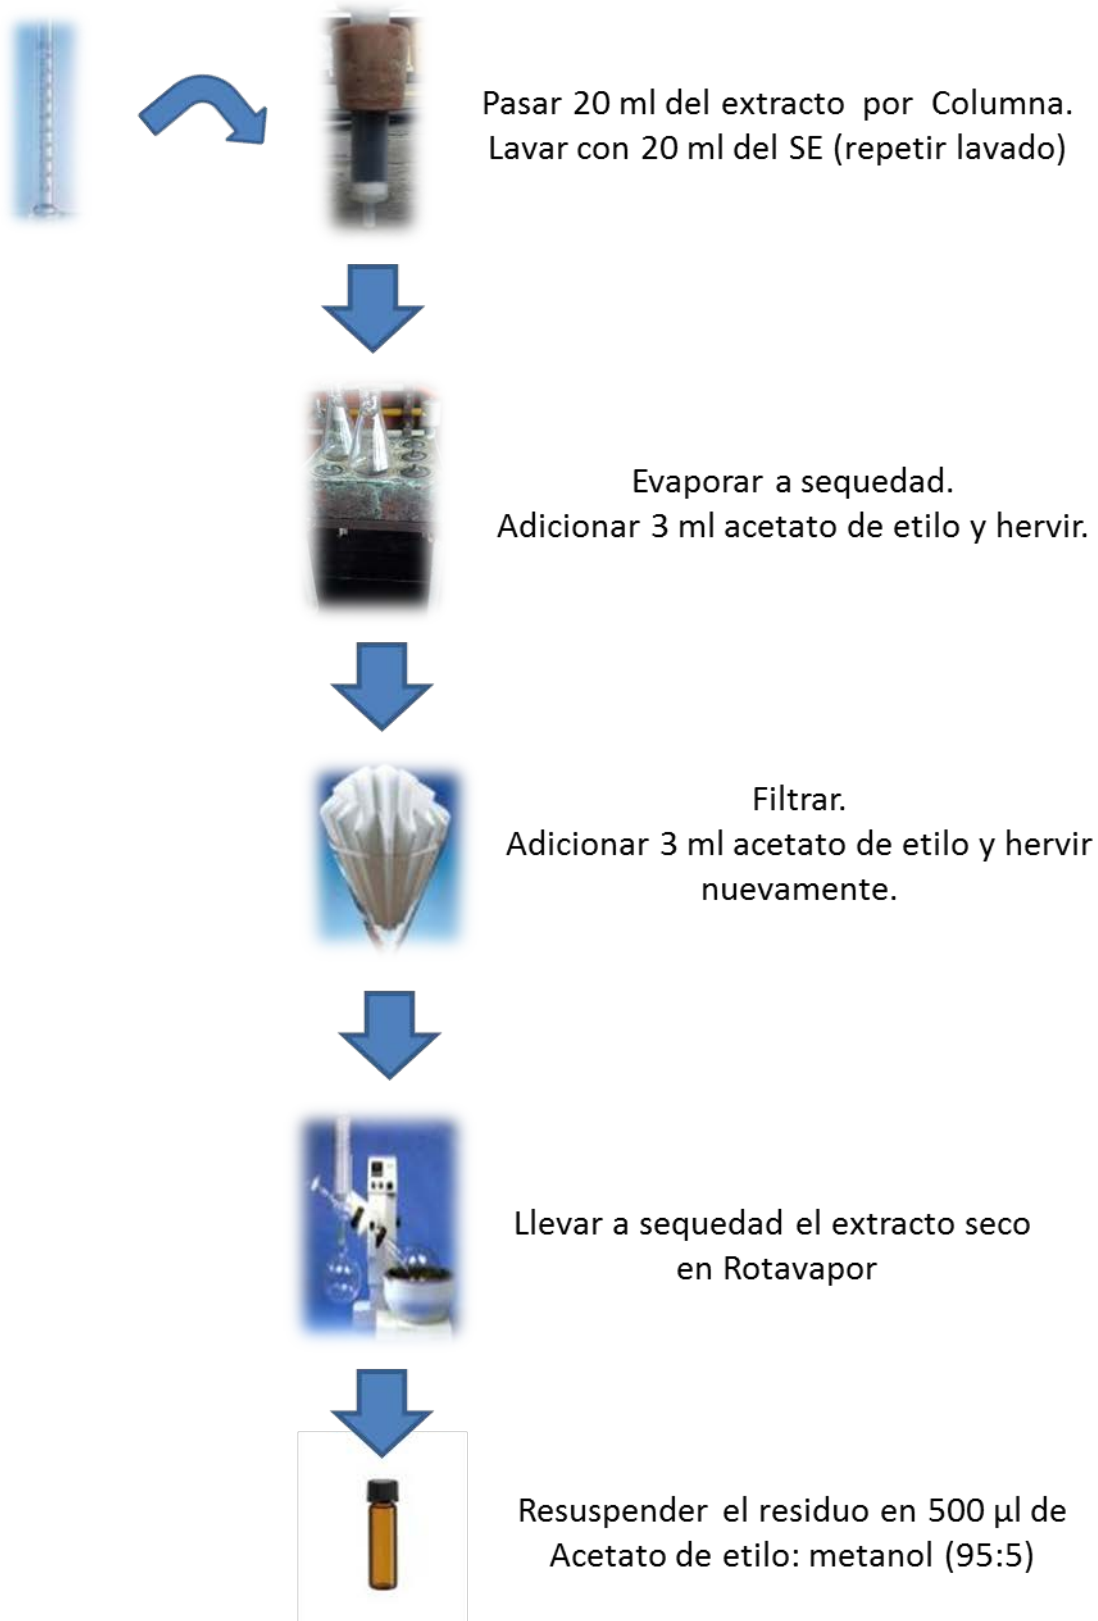 Pasar 20 ml del extracto por Columna.
Lavar con 20 ml del SE (repetir lavado)
Evaporar a sequedad.
Adicionar 3 ml acetato de etilo y hervir.
Filtrar.
Adicionar 3 ml acetato de etilo y hervir
nuevamente.
Llevar a sequedad el extracto seco
en Rotavapor
Resuspender el residuo en 500 µl de
Acetato de etilo: metanol (95:5)